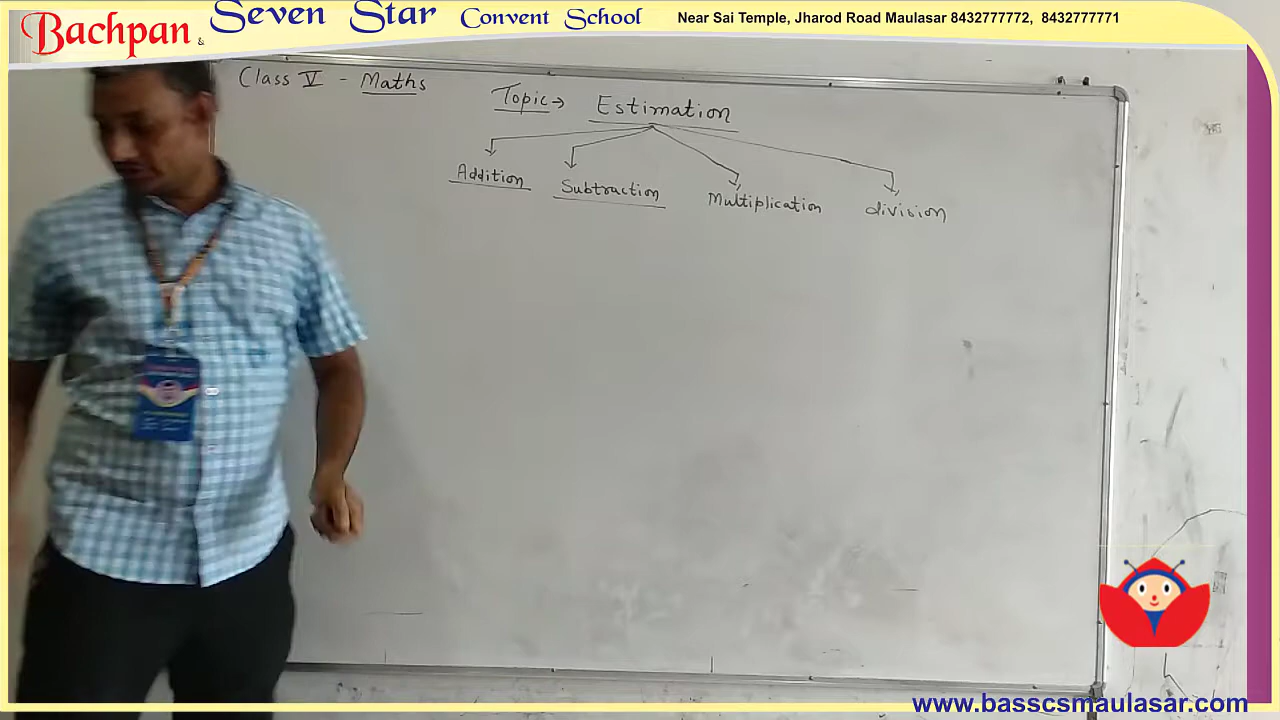 Bachpan & Seven Star Convent School
Near Sai Temple, Jharod Road Maulasar 8432777772, 8432777771
Class V - Maths
Topic → Estimation
Addition Subtraction Multiplication division
www.basscsmaulasar.com